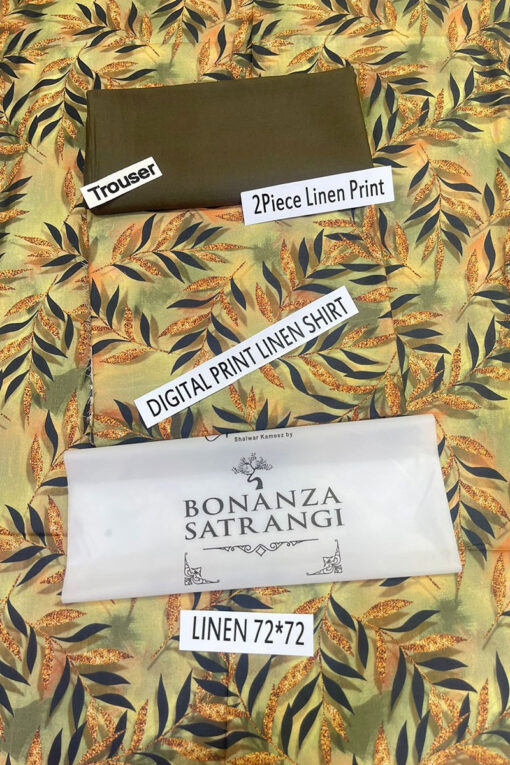 Trouser
2Piece Linen Print
DIGITAL PRINT LINEN SHIRT
Shalwar Kameez by
BONANZA
SATRANGI
LINEN 72*72